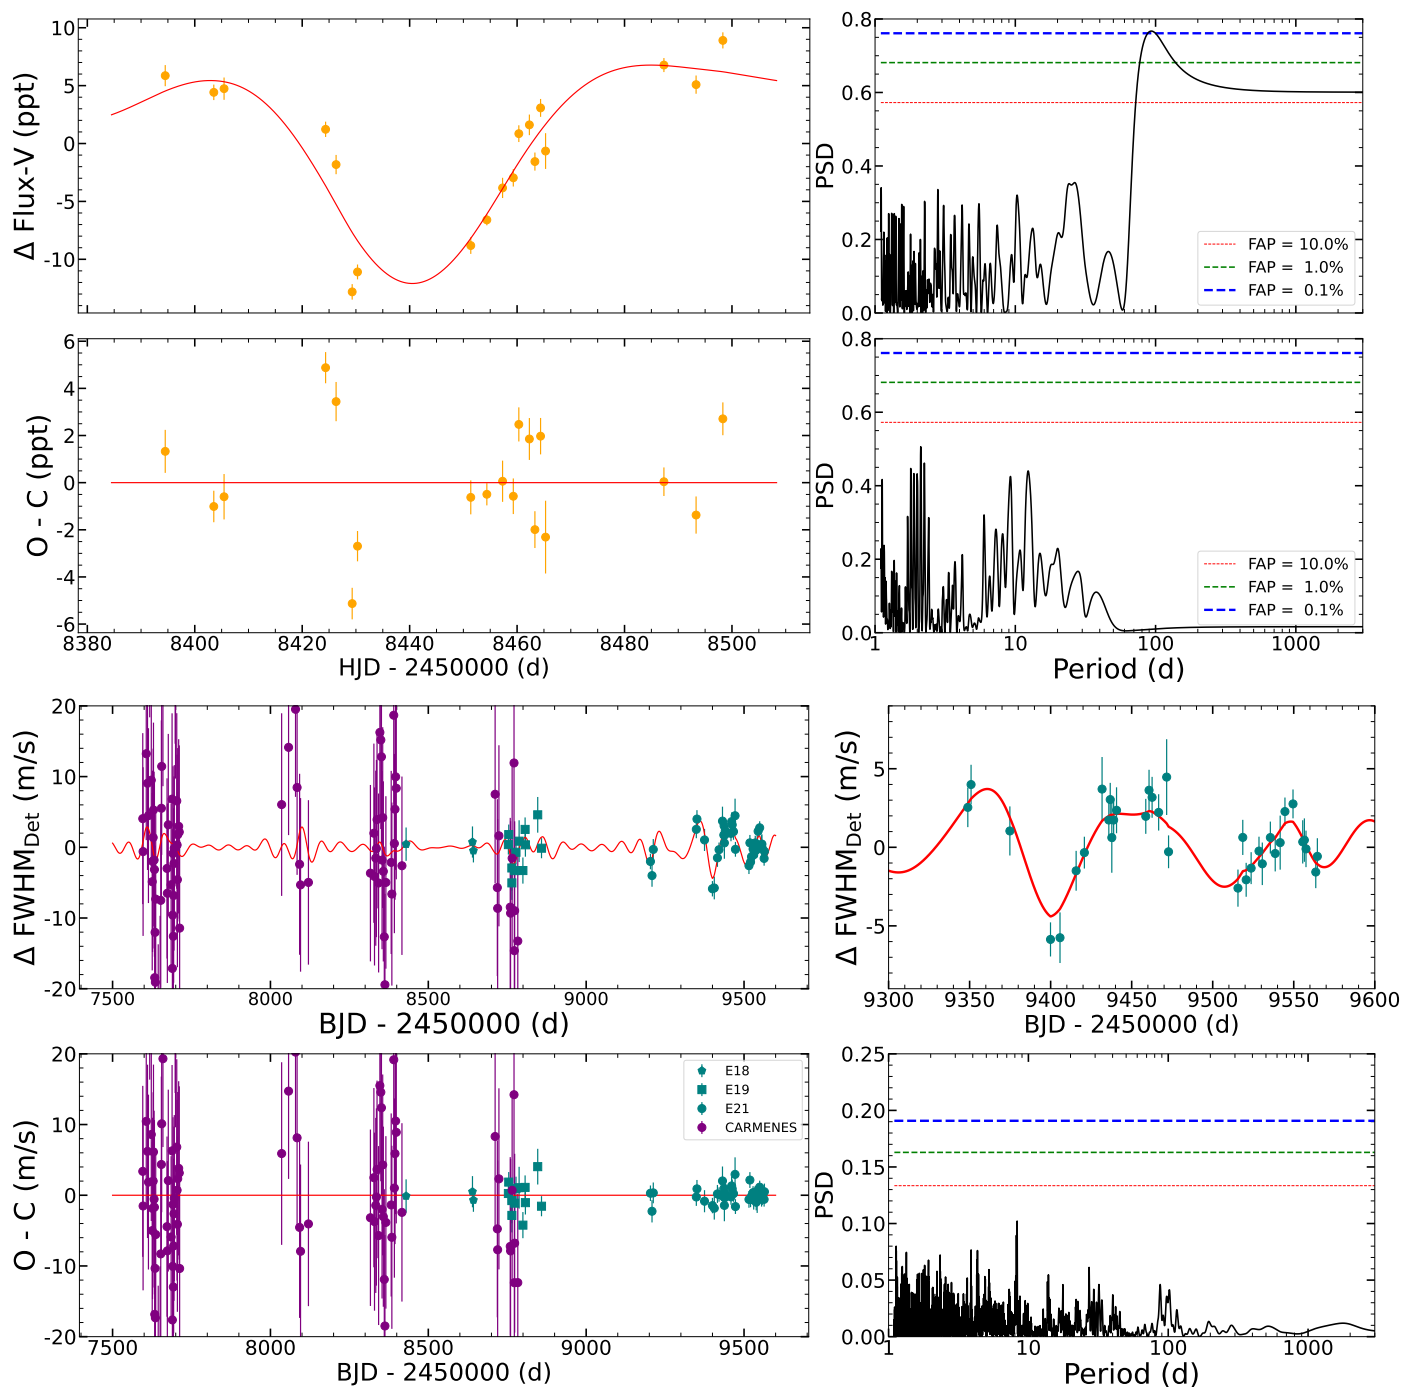 Δ Flux-V (ppt)
10
5
0
-5
-10
PSD
0.8
0.6
0.4
0.2
0.0
FAP = 10.0%
FAP = 1.0%
FAP = 0.1%
O - C (ppt)
6
4
2
0
-2
-4
-6
8380 8400 8420 8440 8460 8480 8500
HJD - 2450000 (d)
PSD
0.8
0.6
0.4
0.2
0.0
FAP = 10.0%
FAP = 1.0%
FAP = 0.1%
1 10 100 1000
Period (d)
Δ FWHM_Det (m/s)
20
10
0
-10
-20
7500 8000 8500 9000 9500
BJD - 2450000 (d)
Δ FWHM_Det (m/s)
5
0
-5
9300 9350 9400 9450 9500 9550 9600
BJD - 2450000 (d)
O - C (m/s)
20
10
0
-10
-20
E18
E19
E21
CARMENES
7500 8000 8500 9000 9500
BJD - 2450000 (d)
PSD
0.25
0.20
0.15
0.10
0.05
0.00
1 10 100 1000
Period (d)